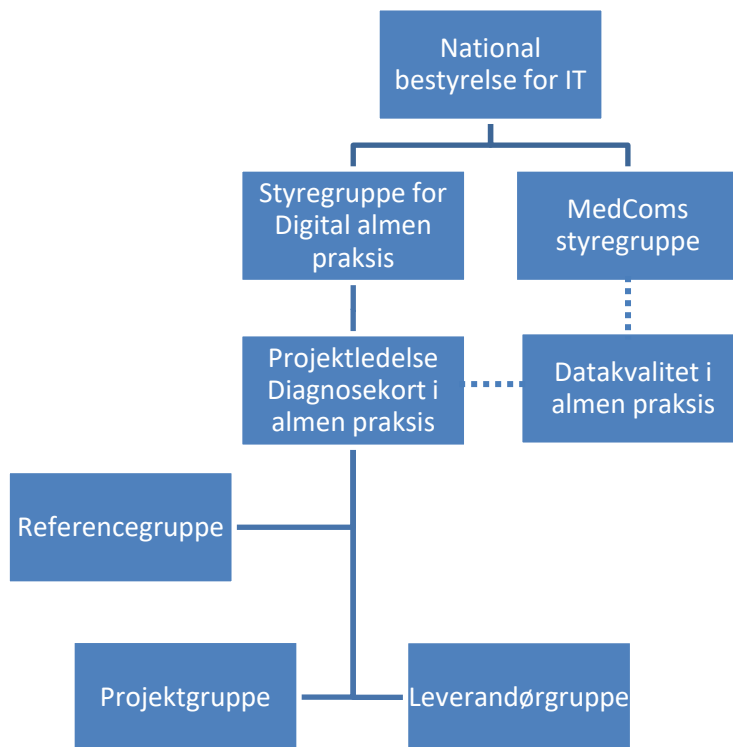 National
bestyrelse for IT
Styregruppe for
Digital almen
praksis
MedComs
styregruppe
Projektledelse
Diagnosekort i
almen praksis
Datakvalitet i
almen praksis
Referencegruppe
Projektgruppe
Leverandørgruppe